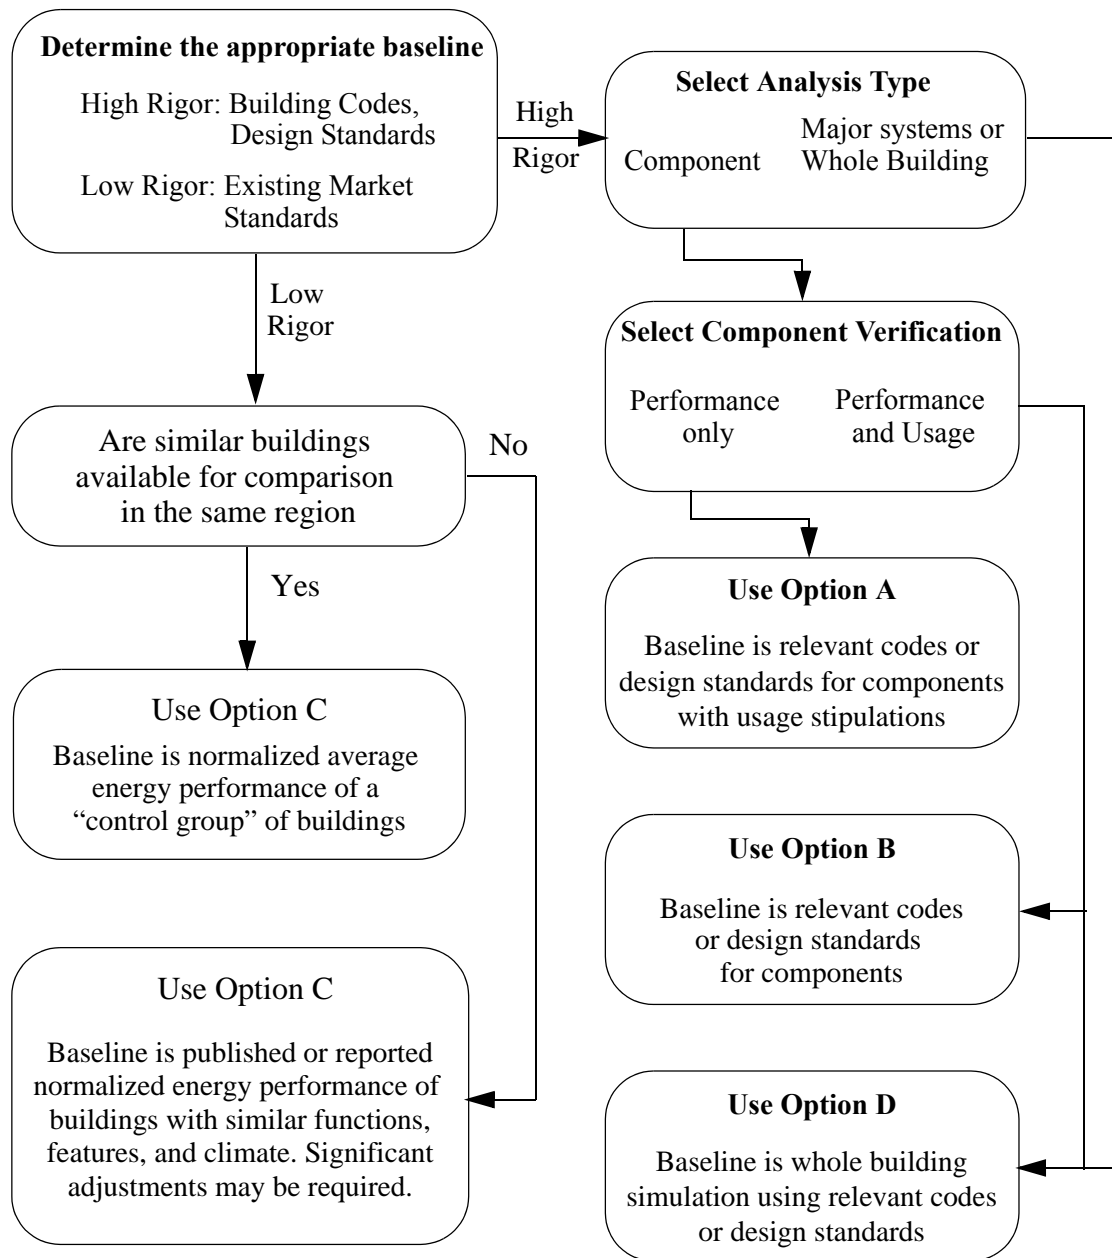 Determine the appropriate baseline
High Rigor: Building Codes,
Design Standards
Low Rigor: Existing Market
Standards
High
Rigor
Select Analysis Type
Component
Major systems or
Whole Building
Low
Rigor
Select Component Verification
Performance
only
Performance
and Usage
Are similar buildings
available for comparison
in the same region
No
Yes
Use Option A
Baseline is relevant codes or
design standards for components
with usage stipulations
Use Option C
Baseline is normalized average
energy performance of a
“control group” of buildings
Use Option B
Baseline is relevant codes
or design standards
for components
Use Option C
Baseline is published or reported
normalized energy performance of
buildings with similar functions,
features, and climate. Significant
adjustments may be required.
Use Option D
Baseline is whole building
simulation using relevant codes
or design standards